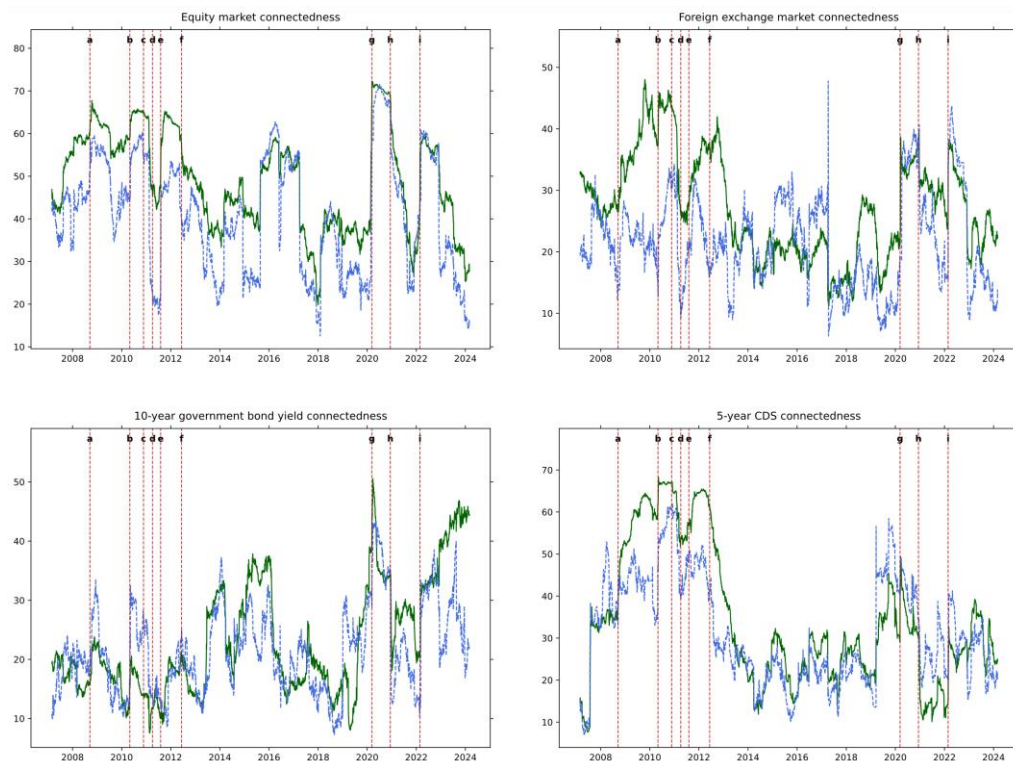 Equity market connectedness
a b c d e f g h i
80
70
60
50
40
30
20
10
2008 2010 2012 2014 2016 2018 2020 2022 2024
Foreign exchange market connectedness
a b c d e f g h i
50
40
30
20
10
2008 2010 2012 2014 2016 2018 2020 2022 2024
10-year government bond yield connectedness
a b c d e f g h i
50
40
30
20
10
2008 2010 2012 2014 2016 2018 2020 2022 2024
5-year CDS connectedness
a b c d e f g h i
70
60
50
40
30
20
10
2008 2010 2012 2014 2016 2018 2020 2022 2024